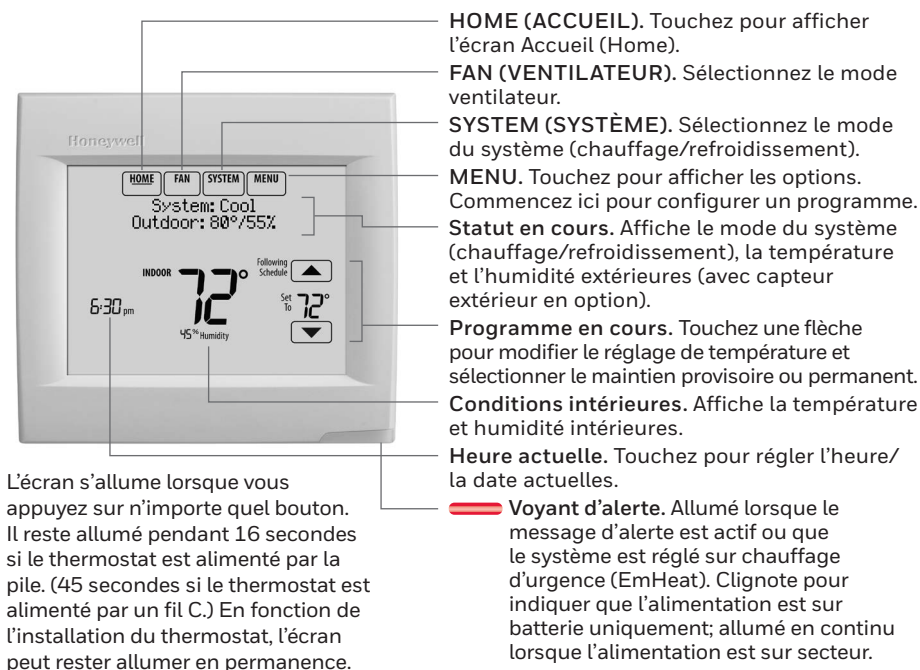 HOME (ACCUEIL). Touchez pour afficher
l’écran Accueil (Home).
FAN (VENTILATEUR). Sélectionnez le mode
ventilateur.
SYSTEM (SYSTÈME). Sélectionnez le mode
du système (chauffage/refroidissement).
MENU. Touchez pour afficher les options.
Commencez ici pour configurer un programme.
Statut en cours. Affiche le mode du système
(chauffage/refroidissement), la température
et l’humidité extérieures (avec capteur
extérieur en option).
Programme en cours. Touchez une flèche
pour modifier le réglage de température et
sélectionner le maintien provisoire ou permanent.
Conditions intérieures. Affiche la température
et humidité intérieures.
Heure actuelle. Touchez pour régler l’heure/
la date actuelles.
Voyant d’alerte. Allumé lorsque le
message d’alerte est actif ou que
le système est réglé sur chauffage
d’urgence (EmHeat). Clignote pour
indiquer que l’alimentation est sur
batterie uniquement; allumé en continu
lorsque l’alimentation est sur secteur.
Honeywell
HOME FAN SYSTEM MENU
System: Cool
Outdoor: 80°/55%
INDOOR 72°
Following
Schedule
Set
To 72°
6:30 pm
45% Humidity
L’écran s’allume lorsque vous
appuyez sur n’importe quel bouton.
Il reste allumé pendant 16 secondes
si le thermostat est alimenté par la
pile. (45 secondes si le thermostat est
alimenté par un fil C.) En fonction de
l’installation du thermostat, l’écran
peut rester allumer en permanence.